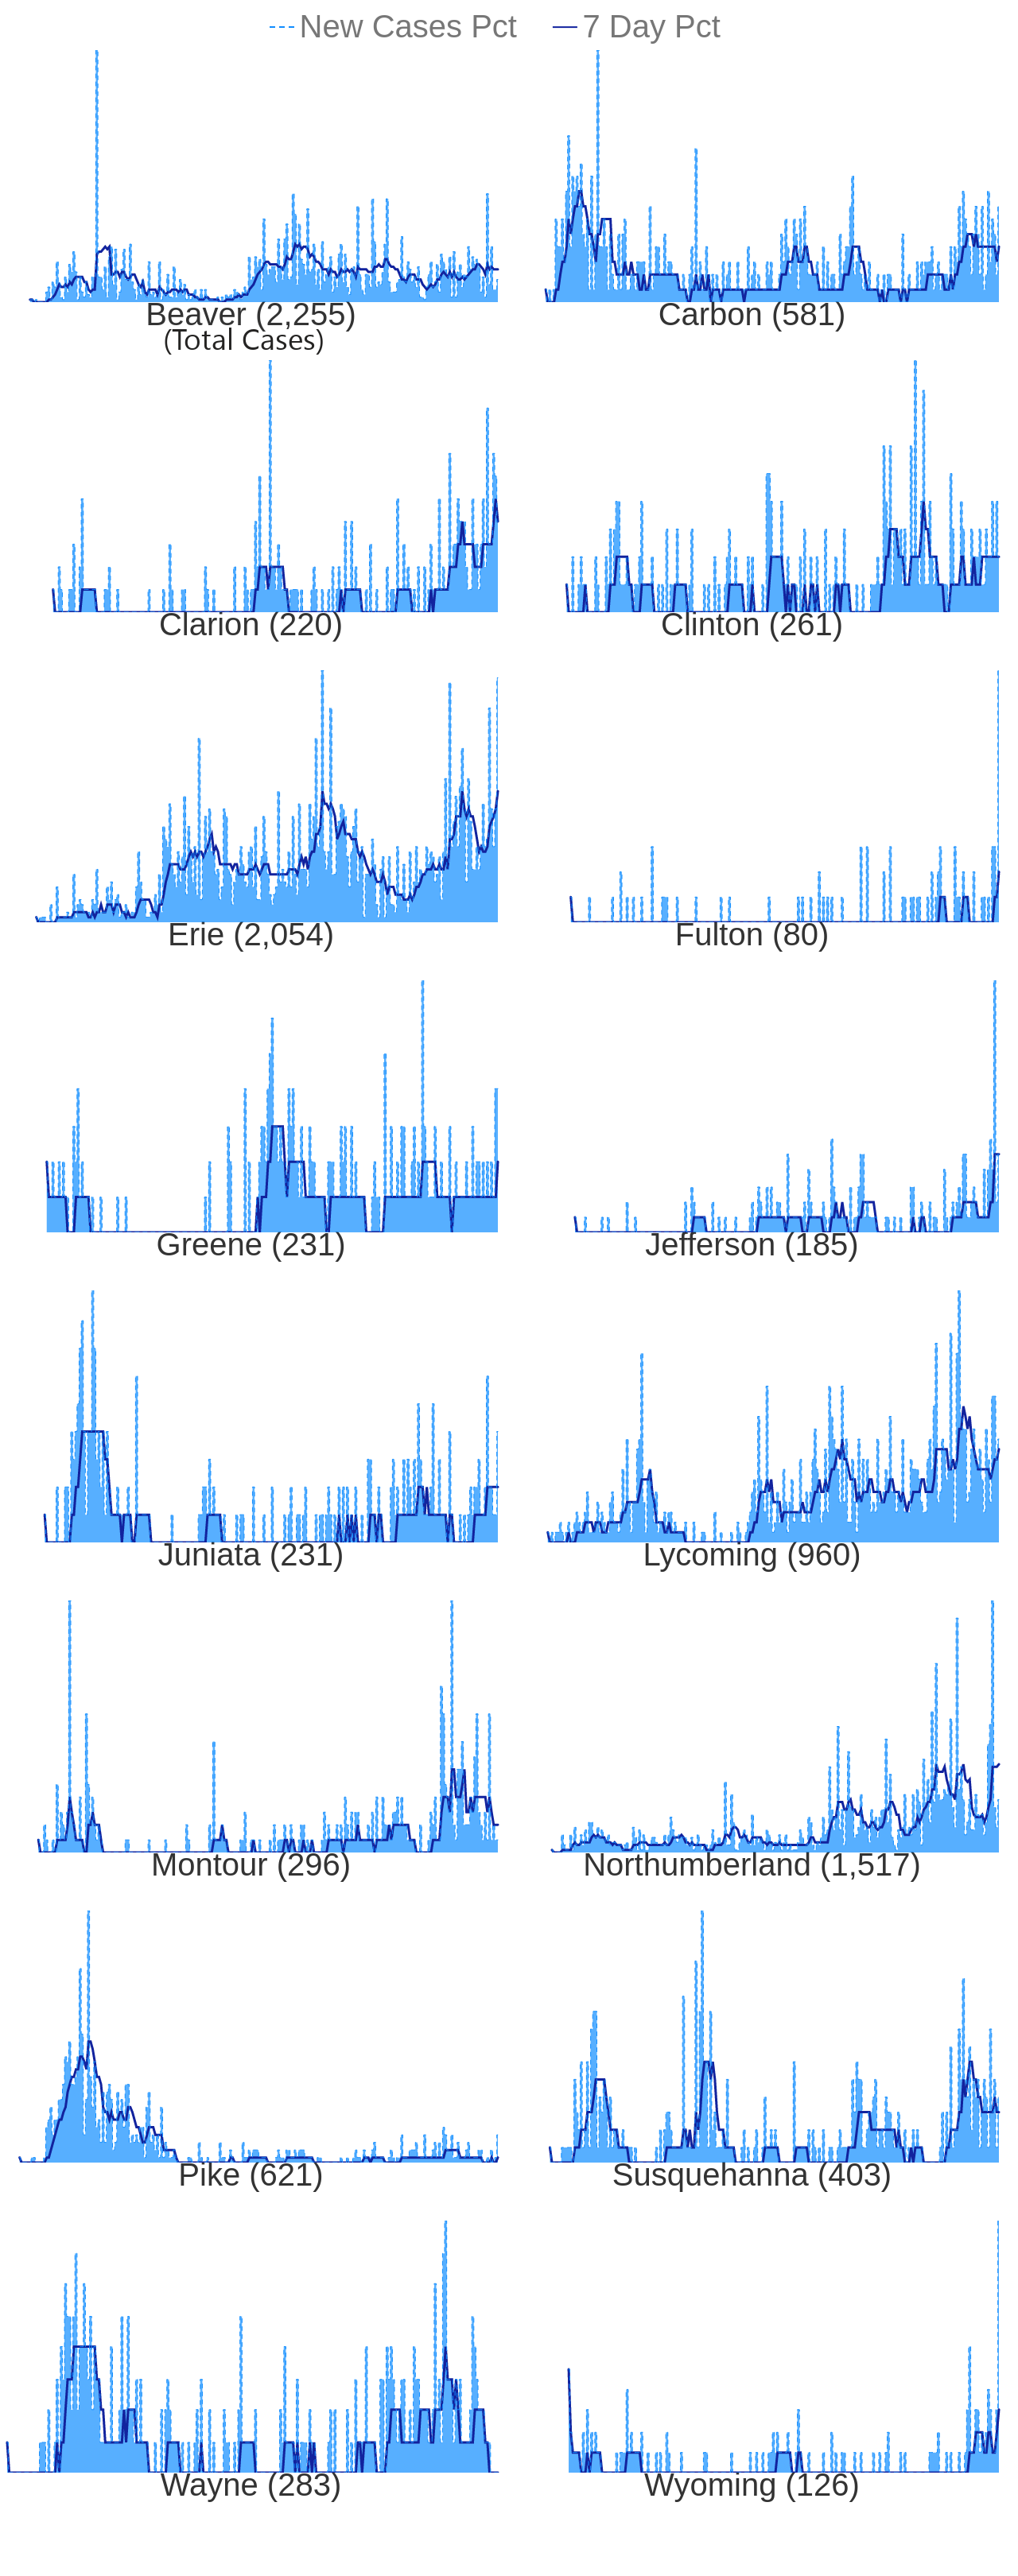 New Cases Pct 7 Day Pct
Beaver (2,255) Carbon (581)
(Total Cases)
Clarion (220) Clinton (261)
Erie (2,054) Fulton (80)
Greene (231) Jefferson (185)
Juniata (231) Lycoming (960)
Montour (296) Northumberland (1,517)
Pike (621) Susquehanna (403)
Wayne (283) Wyoming (126)